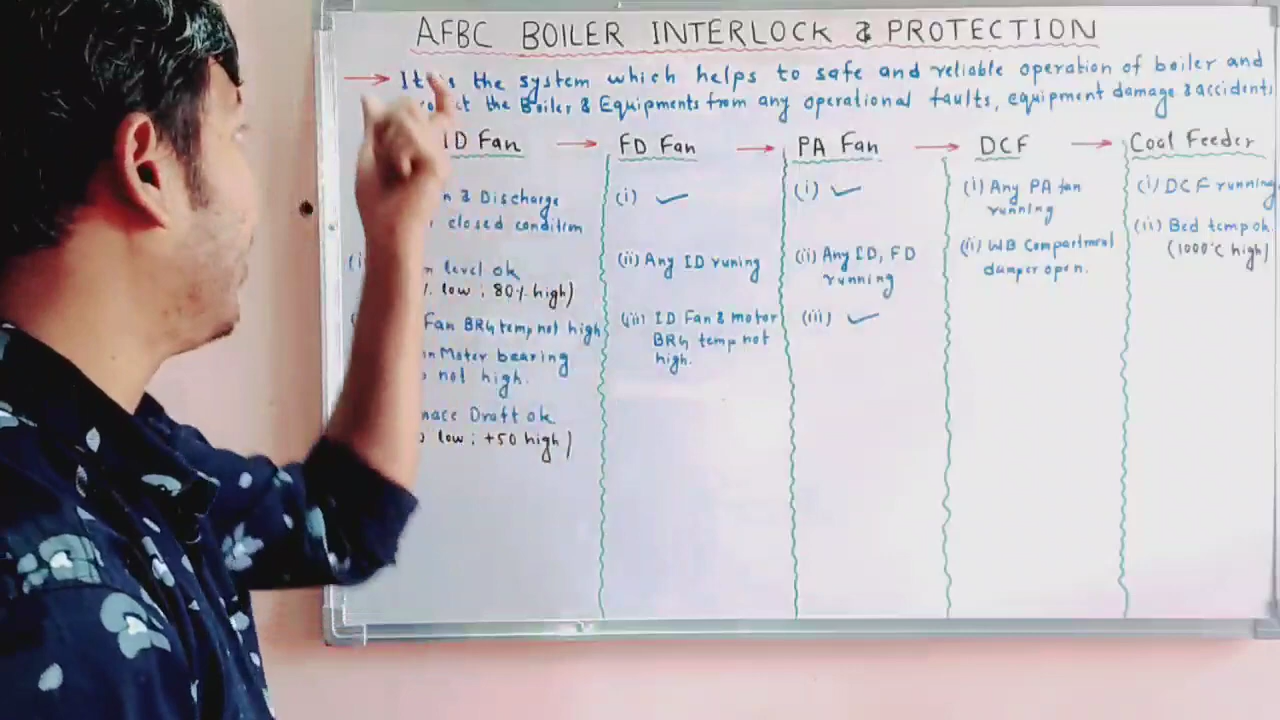 AFBC BOILER INTERLOCK & PROTECTION
→ It is the system which helps to safe and reliable operation of boiler and
the Boiler & Equipments from any operational faults, equipment damage & accidents
ID Fan → FD Fan → PA Fan → DCF → Coal Feeder
& Discharge
closed condition
level ok
low ; 80% high)
Fan BRG temp not high
Motor bearing
not high.
Draft ok
low ; +50 high)
(i) ✓
(ii) Any ID runing
(iii) ID Fan & motor
BRG temp not
high.
(i) ✓
(ii) Any ID, FD
running
(iii) ✓
(i) Any PA fan
running
(ii) WB Compartment
damper open.
(i) DCF running
(ii) Bed temp ok.
(1000°C high)